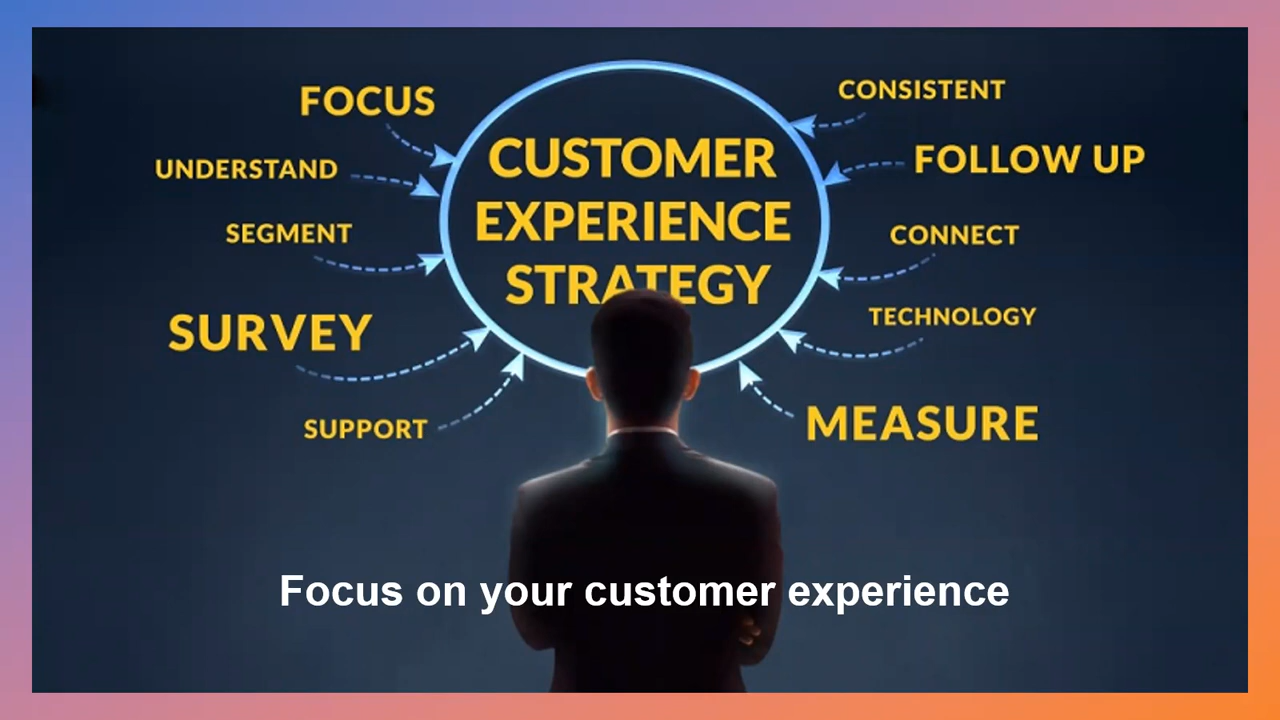 FOCUS
UNDERSTAND
SEGMENT
SURVEY
SUPPORT
CUSTOMER
EXPERIENCE
STRATEGY
CONSISTENT
FOLLOW UP
CONNECT
TECHNOLOGY
MEASURE
Focus on your customer experience